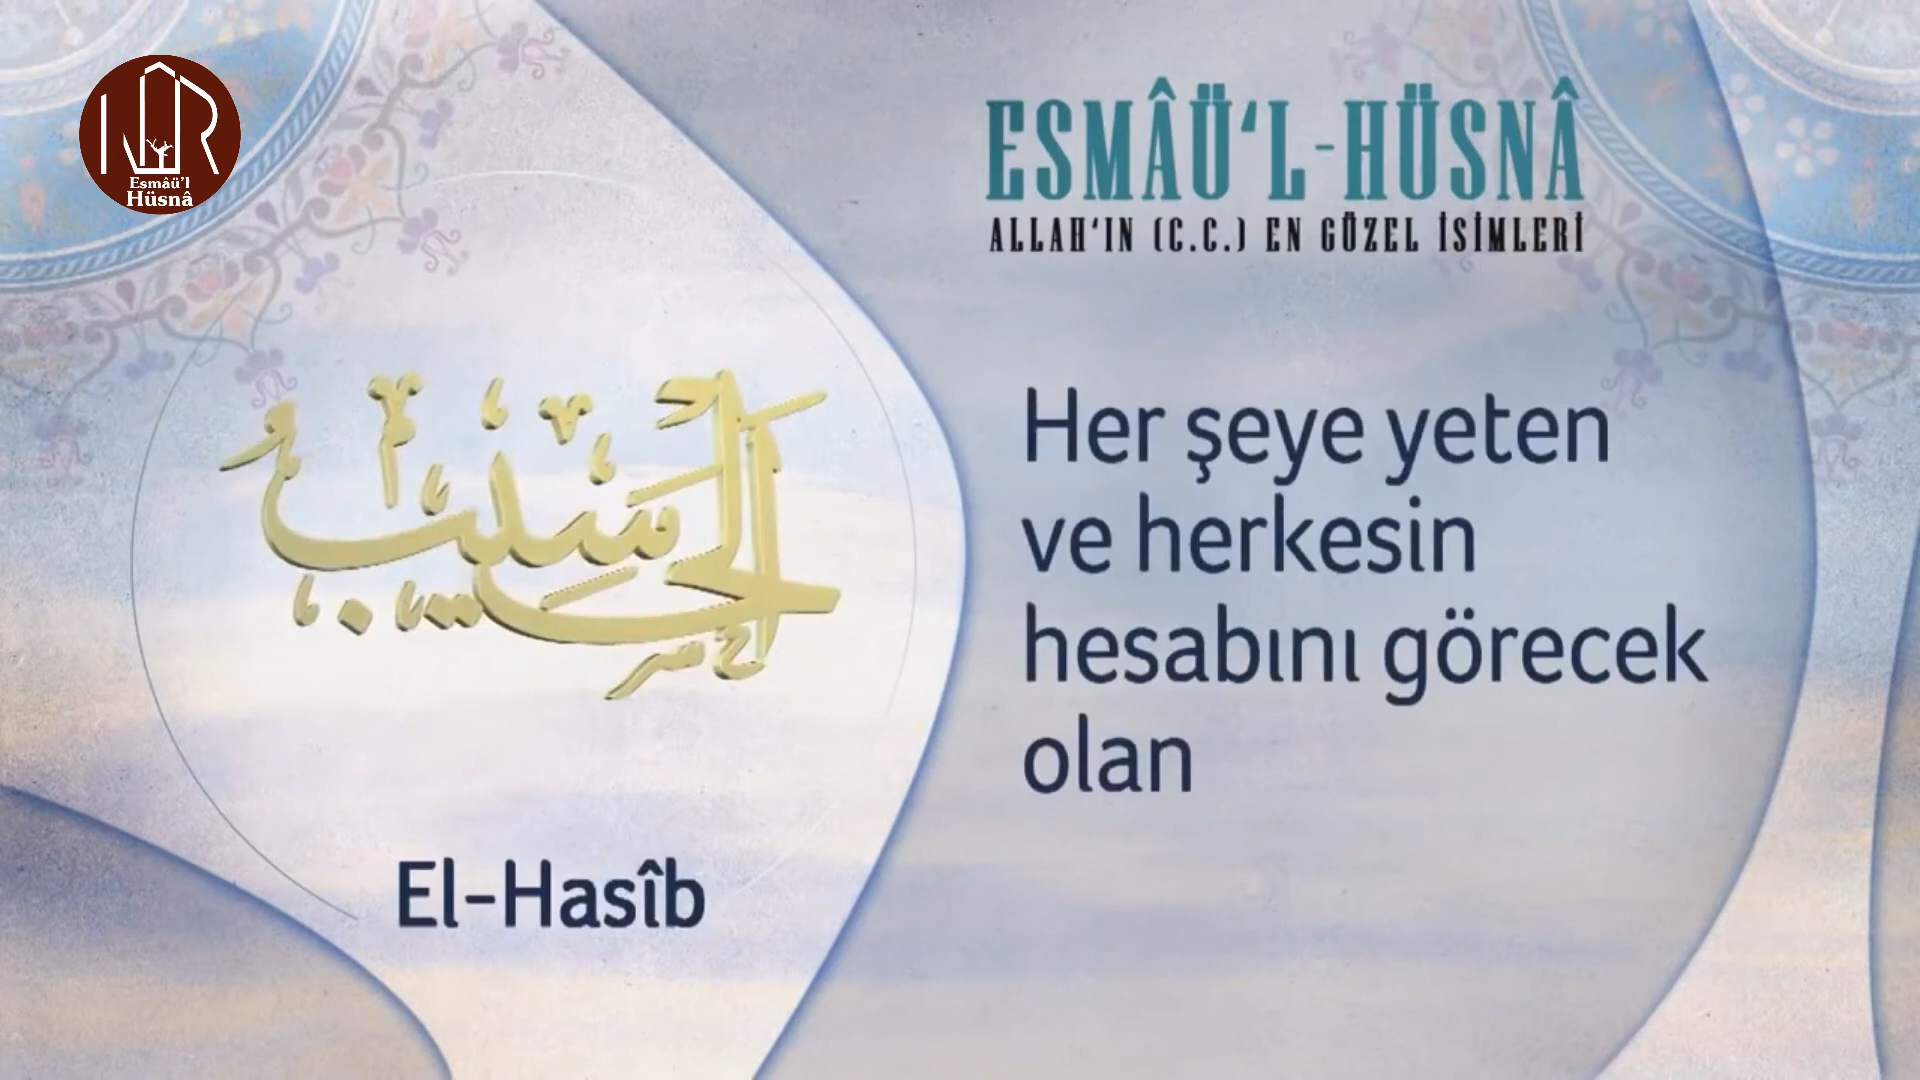 NUR
Esmâü'l
Hüsnâ
ESMÂÜ'L-HÜSNÂ
ALLAH'IN (C.C.) EN GÜZEL İSİMLERİ
الحسيب
Her şeye yeten
ve herkesin
hesabını görecek
olan
El-Hasîb